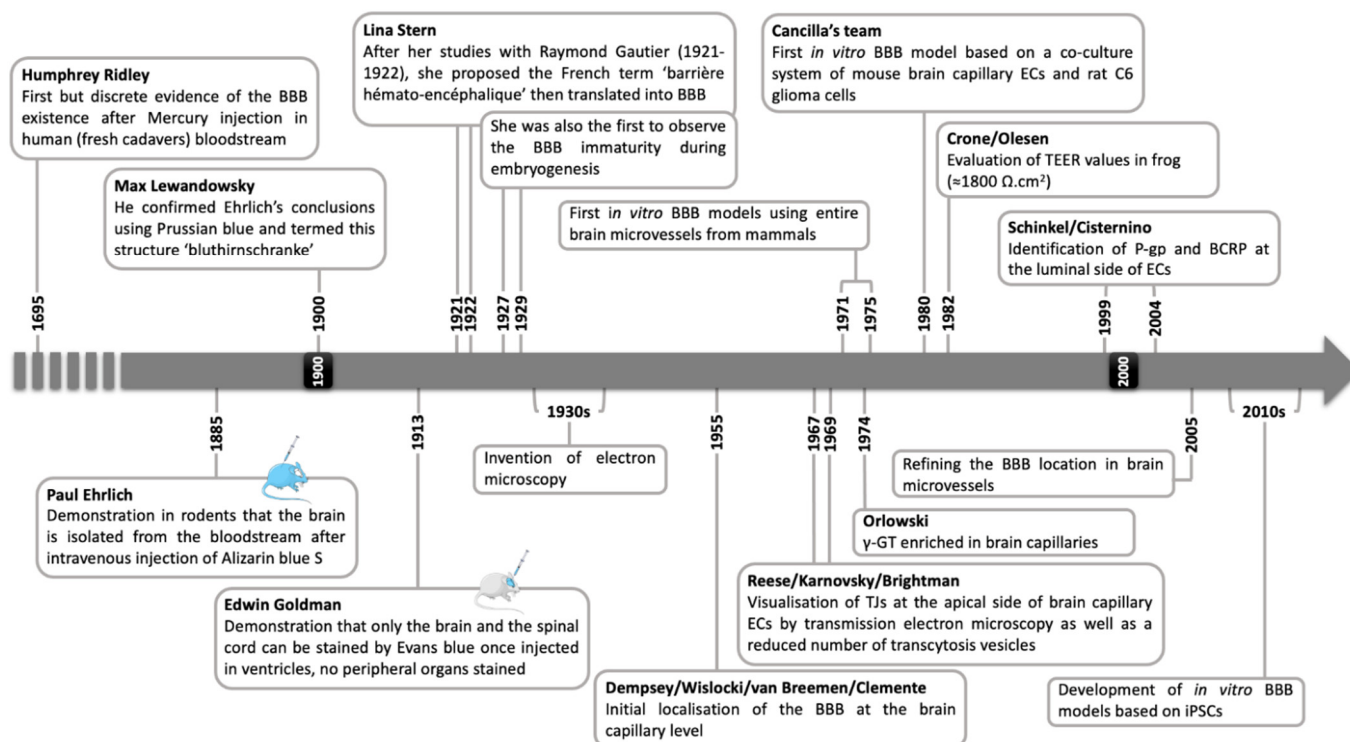 Humphrey Ridley
First but discrete evidence of the BBB
existence after Mercury injection in
human (fresh cadavers) bloodstream
Max Lewandowsky
He confirmed Ehrlich’s conclusions
using Prussian blue and termed this
structure ‘bluthirnschranke’
Lina Stern
After her studies with Raymond Gautier (1921-
1922), she proposed the French term ‘barrière
hémato-encéphalique’ then translated into BBB
She was also the first to observe
the BBB immaturity during
embryogenesis
First in vitro BBB models using entire
brain microvessels from mammals
Cancilla’s team
First in vitro BBB model based on a co-culture
system of mouse brain capillary ECs and rat C6
glioma cells
Crone/Olesen
Evaluation of TEER values in frog
(≈1800 Ω.cm²)
Schinkel/Cisternino
Identification of P-gp and BCRP at
the luminal side of ECs
1695
1900
1921
1922
1927
1929
1971
1975
1980
1982
1999
2004
1900
2000
1885
1913
1930s
1955
1967
1969
1974
2005
2010s
Paul Ehrlich
Demonstration in rodents that the brain
is isolated from the bloodstream after
intravenous injection of Alizarin blue S
Edwin Goldman
Demonstration that only the brain and the spinal
cord can be stained by Evans blue once injected
in ventricles, no peripheral organs stained
Invention of electron
microscopy
Dempsey/Wislocki/van Breemen/Clemente
Initial localisation of the BBB at the brain
capillary level
Reese/Karnovsky/Brightman
Visualisation of TJs at the apical side of brain capillary
ECs by transmission electron microscopy as well as a
reduced number of transcytosis vesicles
Orlowski
γ-GT enriched in brain capillaries
Refining the BBB location in brain
microvessels
Development of in vitro BBB
models based on iPSCs